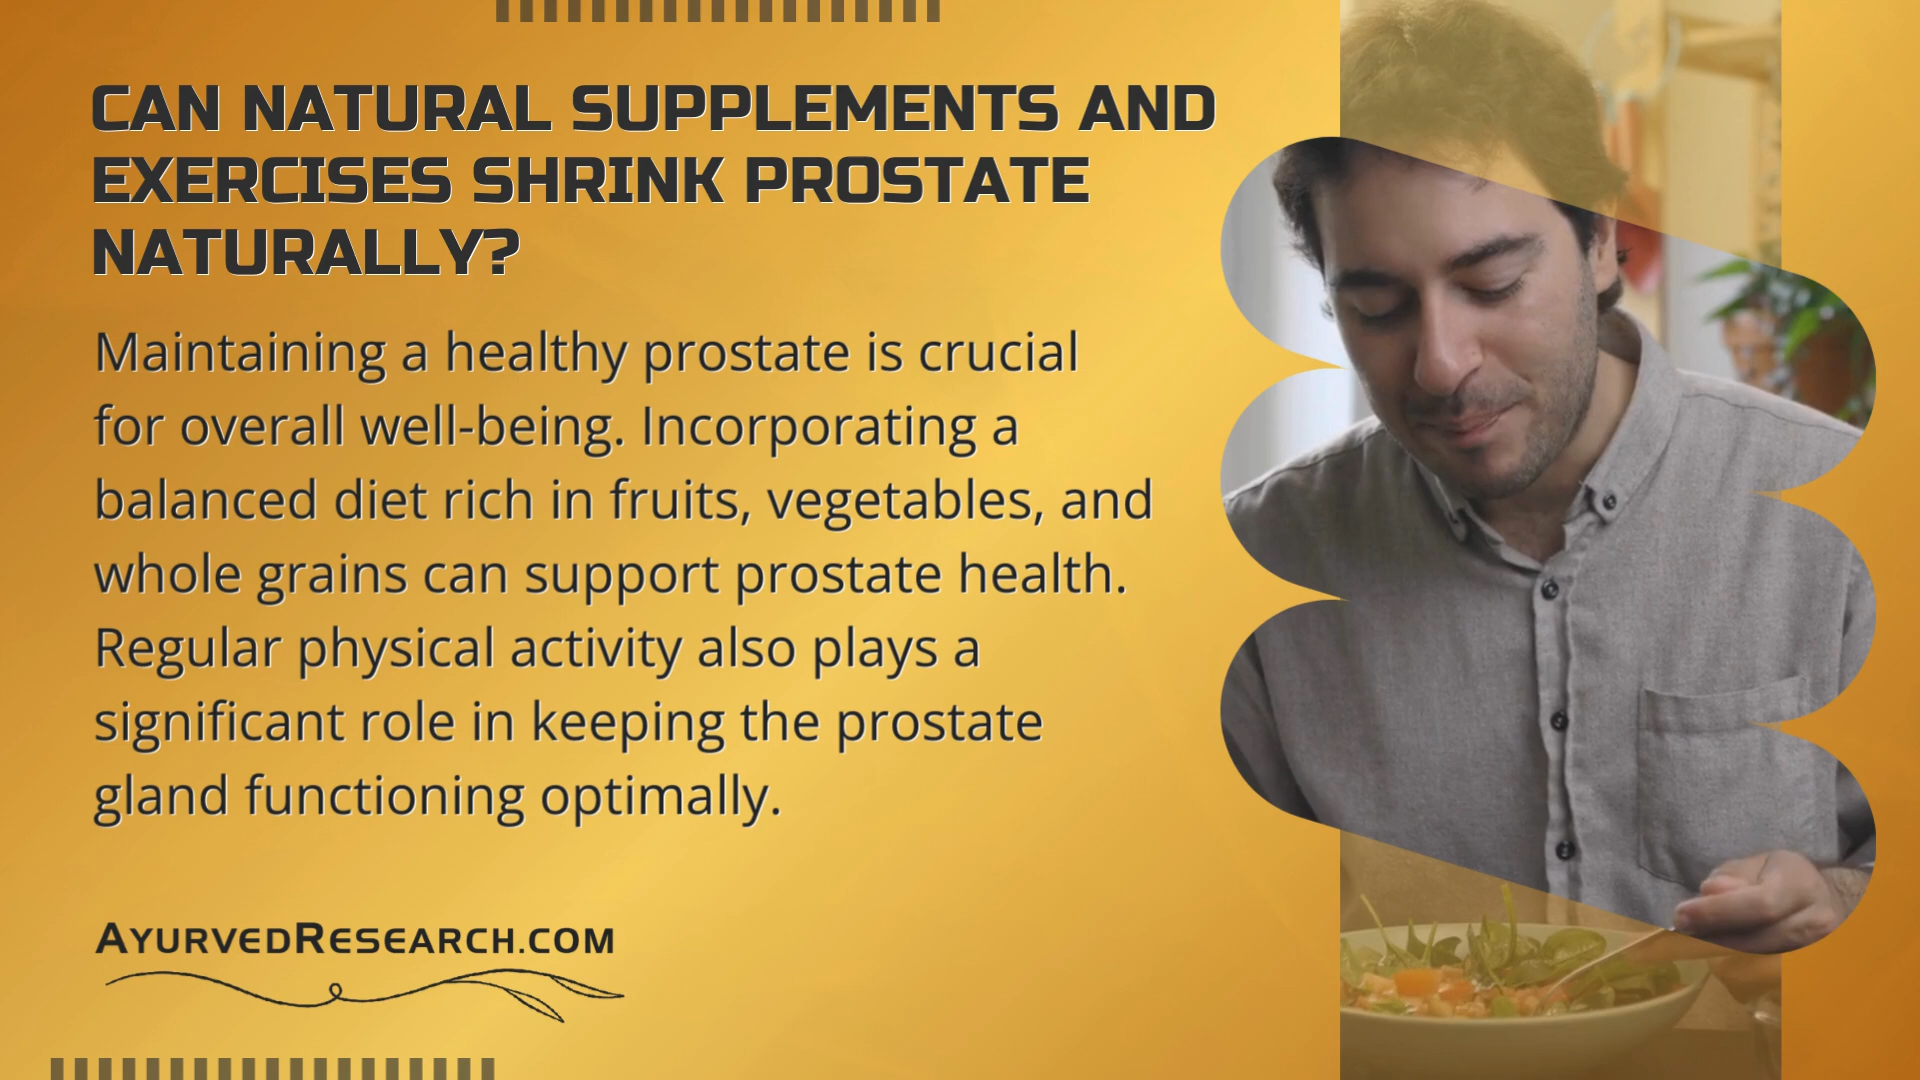 CAN NATURAL SUPPLEMENTS AND
EXERCISES SHRINK PROSTATE
NATURALLY?
Maintaining a healthy prostate is crucial
for overall well-being. Incorporating a
balanced diet rich in fruits, vegetables, and
whole grains can support prostate health.
Regular physical activity also plays a
significant role in keeping the prostate
gland functioning optimally.
AYURVEDRESEARCH.COM